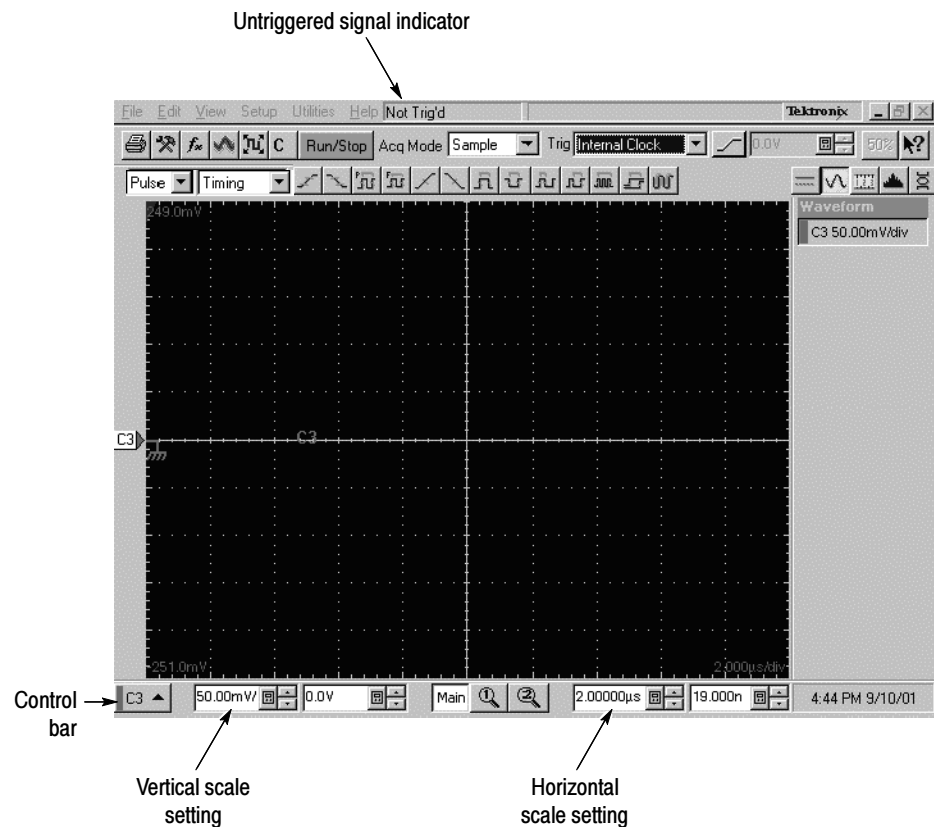 Untriggered signal indicator
File Edit View Setup Utilities Help Not Trig'd Tektronix
C Run/Stop Acq Mode Sample Trig Internal Clock 0.0V 50%
Pulse Timing
249.0mV
Waveform
C3 50.00mV/div
C3
C3
-251.0mV
2.000µs/div
C3 50.00mV/ 0.0V Main 1 2 2.00000µs 19.000n 4:44 PM 9/10/01
Control
bar
Vertical scale
setting
Horizontal
scale setting